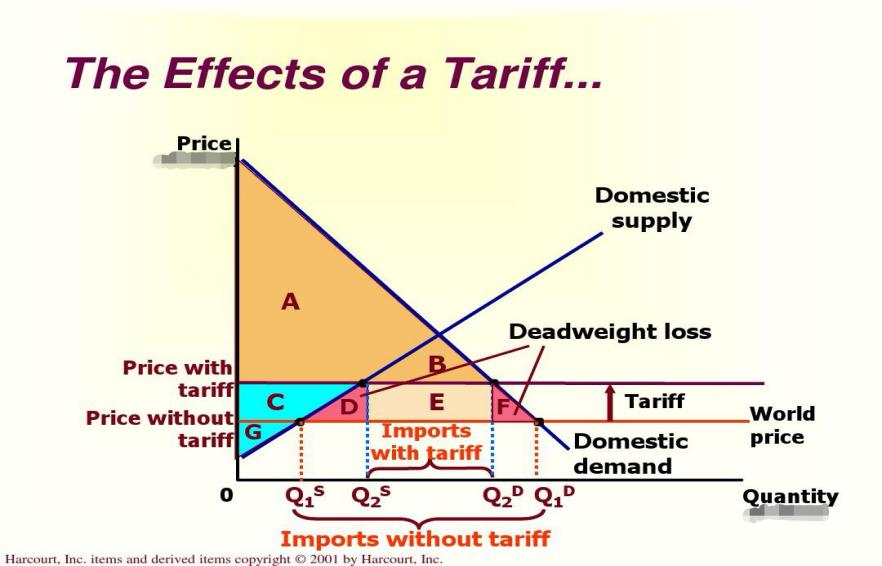 The Effects of a Tariff...
Price
Domestic
supply
A
Deadweight loss
B
Price with
tariff
C
D
E
F
Tariff
Price without
tariff
G
World
price
Imports
with tariff
Domestic
demand
0
Q₁ˢ
Q₂ˢ
Q₂ᴰ
Q₁ᴰ
Quantity
Imports without tariff
Harcourt, Inc. items and derived items copyright © 2001 by Harcourt, Inc.